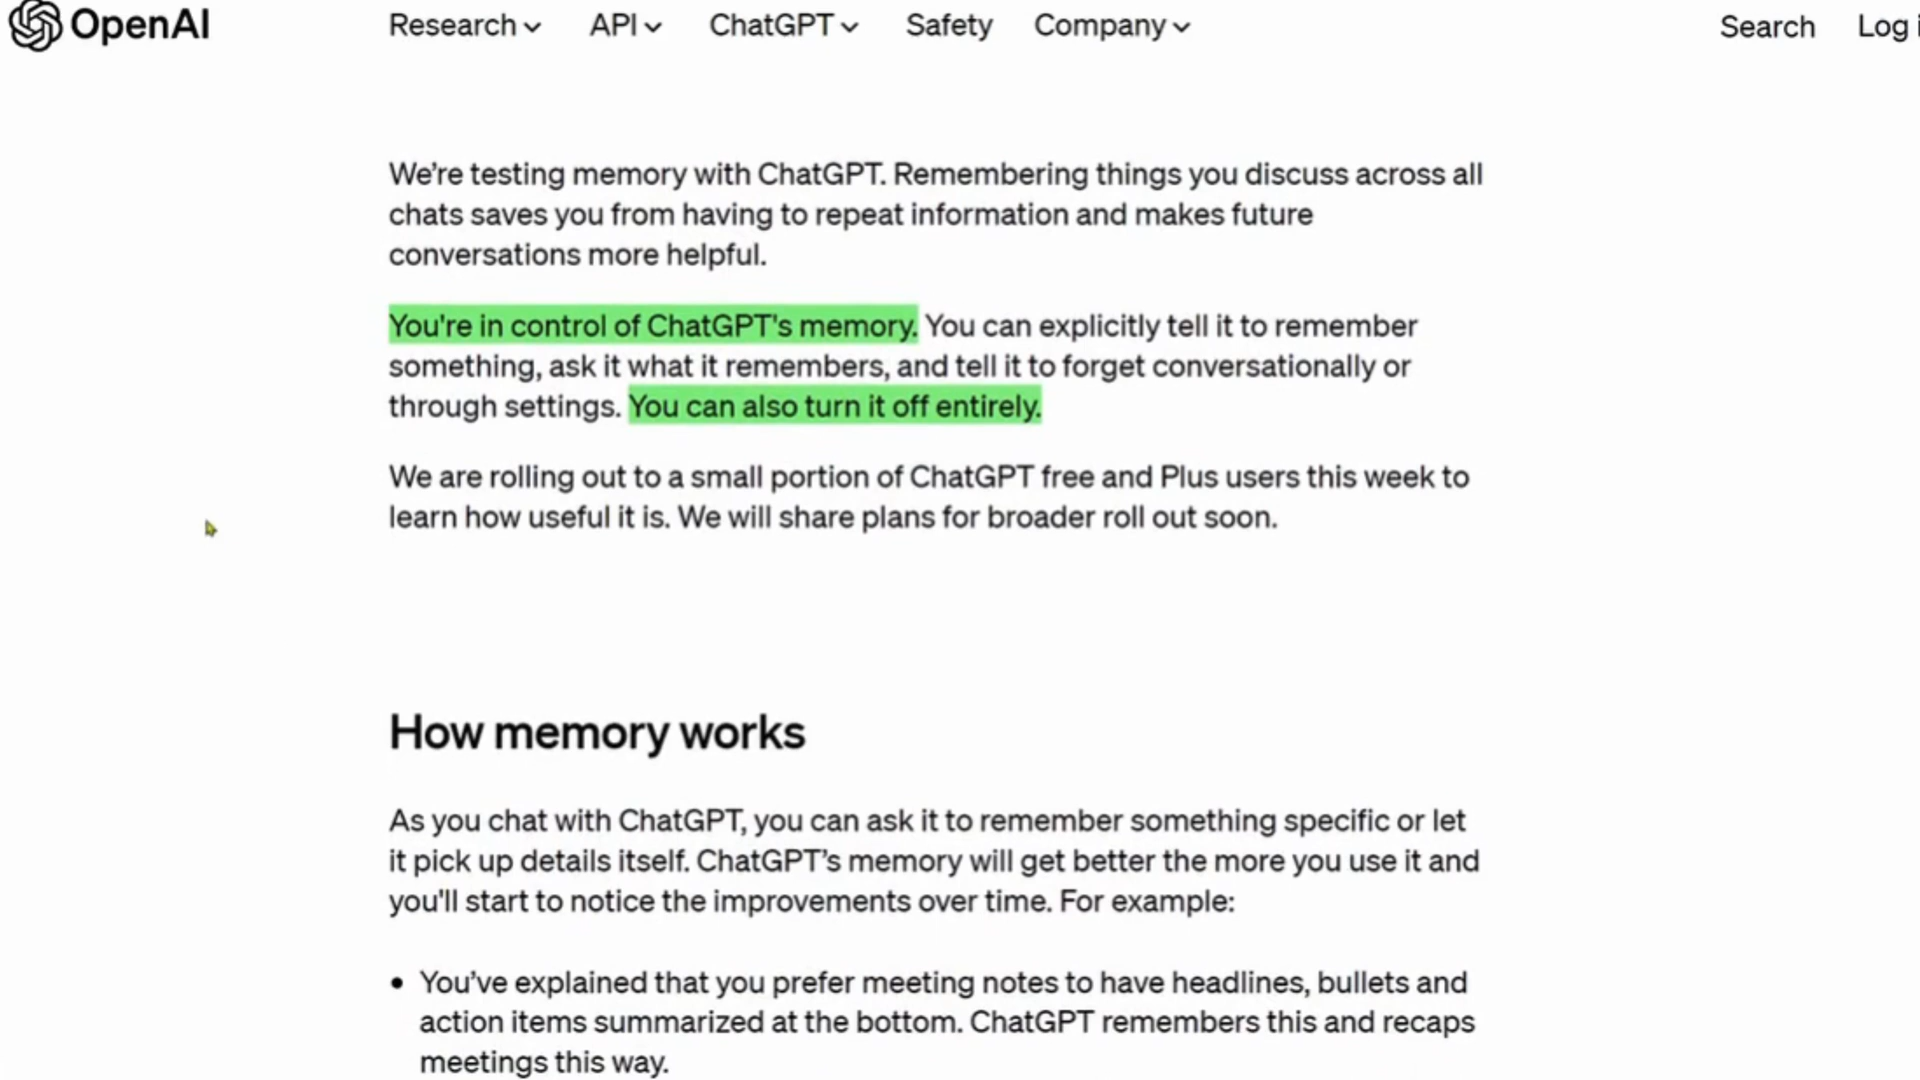 OpenAI Research API ChatGPT Safety Company Search Log
We’re testing memory with ChatGPT. Remembering things you discuss across all
chats saves you from having to repeat information and makes future
conversations more helpful.
You're in control of ChatGPT's memory. You can explicitly tell it to remember
something, ask it what it remembers, and tell it to forget conversationally or
through settings. You can also turn it off entirely.
We are rolling out to a small portion of ChatGPT free and Plus users this week to
learn how useful it is. We will share plans for broader roll out soon.
How memory works
As you chat with ChatGPT, you can ask it to remember something specific or let
it pick up details itself. ChatGPT’s memory will get better the more you use it and
you'll start to notice the improvements over time. For example:
• You’ve explained that you prefer meeting notes to have headlines, bullets and
action items summarized at the bottom. ChatGPT remembers this and recaps
meetings this way.